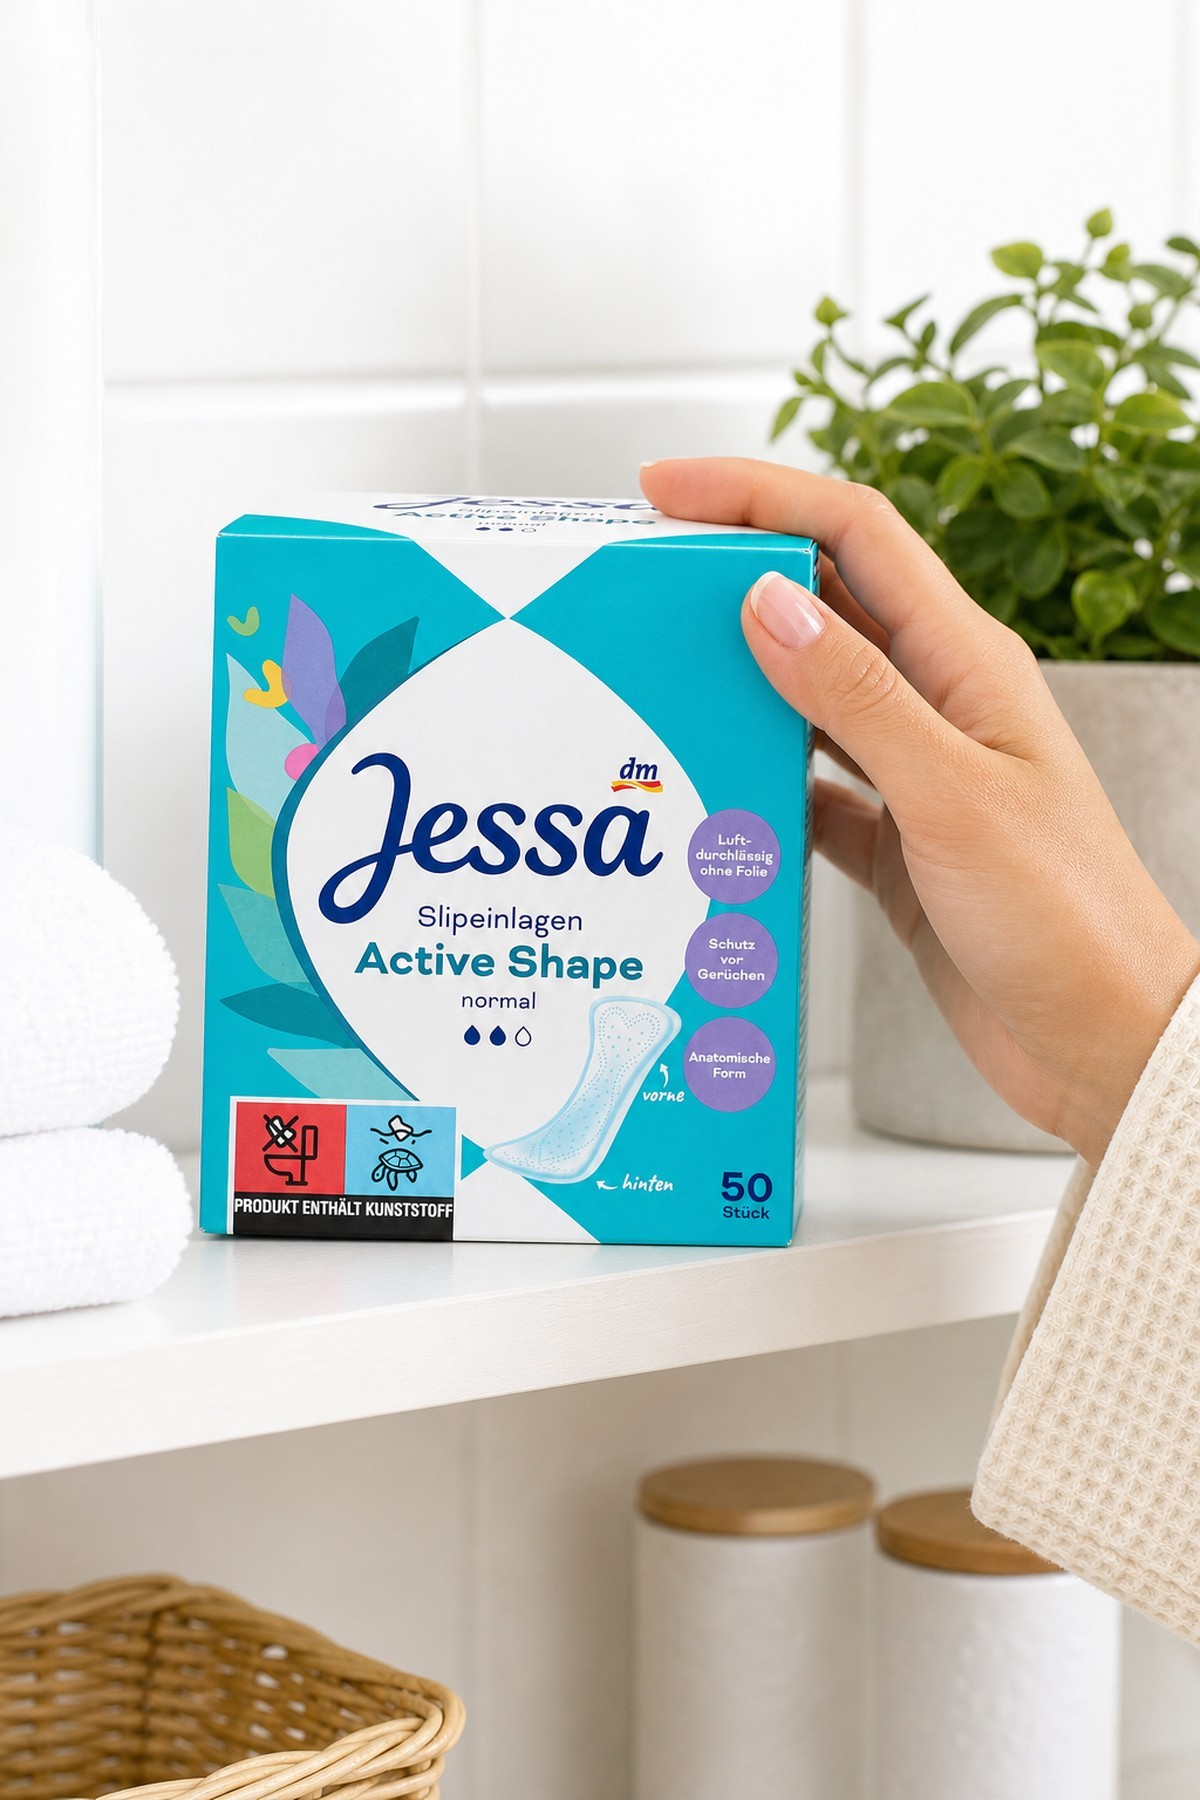 Jessa
Slipeinlagen
Active Shape
normal
dm
Jessa
Slipeinlagen
Active Shape
normal
Luft-
durchlässig
ohne Folie
Schutz
vor
Gerüchen
Anatomische
Form
vorne
hinten
50
Stück
PRODUKT ENTHÄLT KUNSTSTOFF